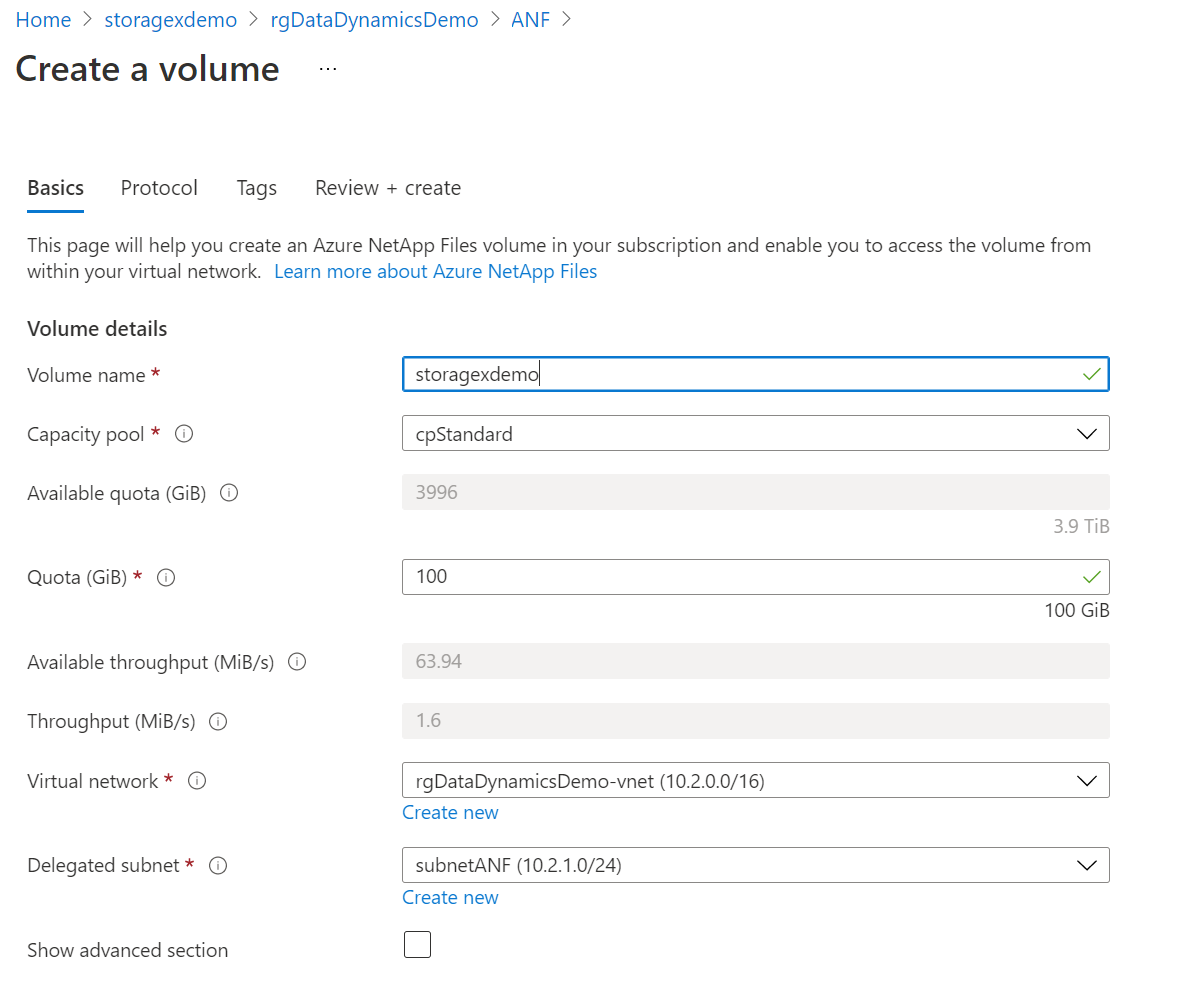 Home > storagexdemo > rgDataDynamicsDemo > ANF >
Create a volume ...
Basics Protocol Tags Review + create
This page will help you create an Azure NetApp Files volume in your subscription and enable you to access the volume from
within your virtual network. Learn more about Azure NetApp Files
Volume details
Volume name * storagexdemo
Capacity pool * cpStandard
Available quota (GiB) 3996
3.9 TiB
Quota (GiB) * 100
100 GiB
Available throughput (MiB/s) 63.94
Throughput (MiB/s) 1.6
Virtual network * rgDataDynamicsDemo-vnet (10.2.0.0/16)
Create new
Delegated subnet * subnetANF (10.2.1.0/24)
Create new
Show advanced section